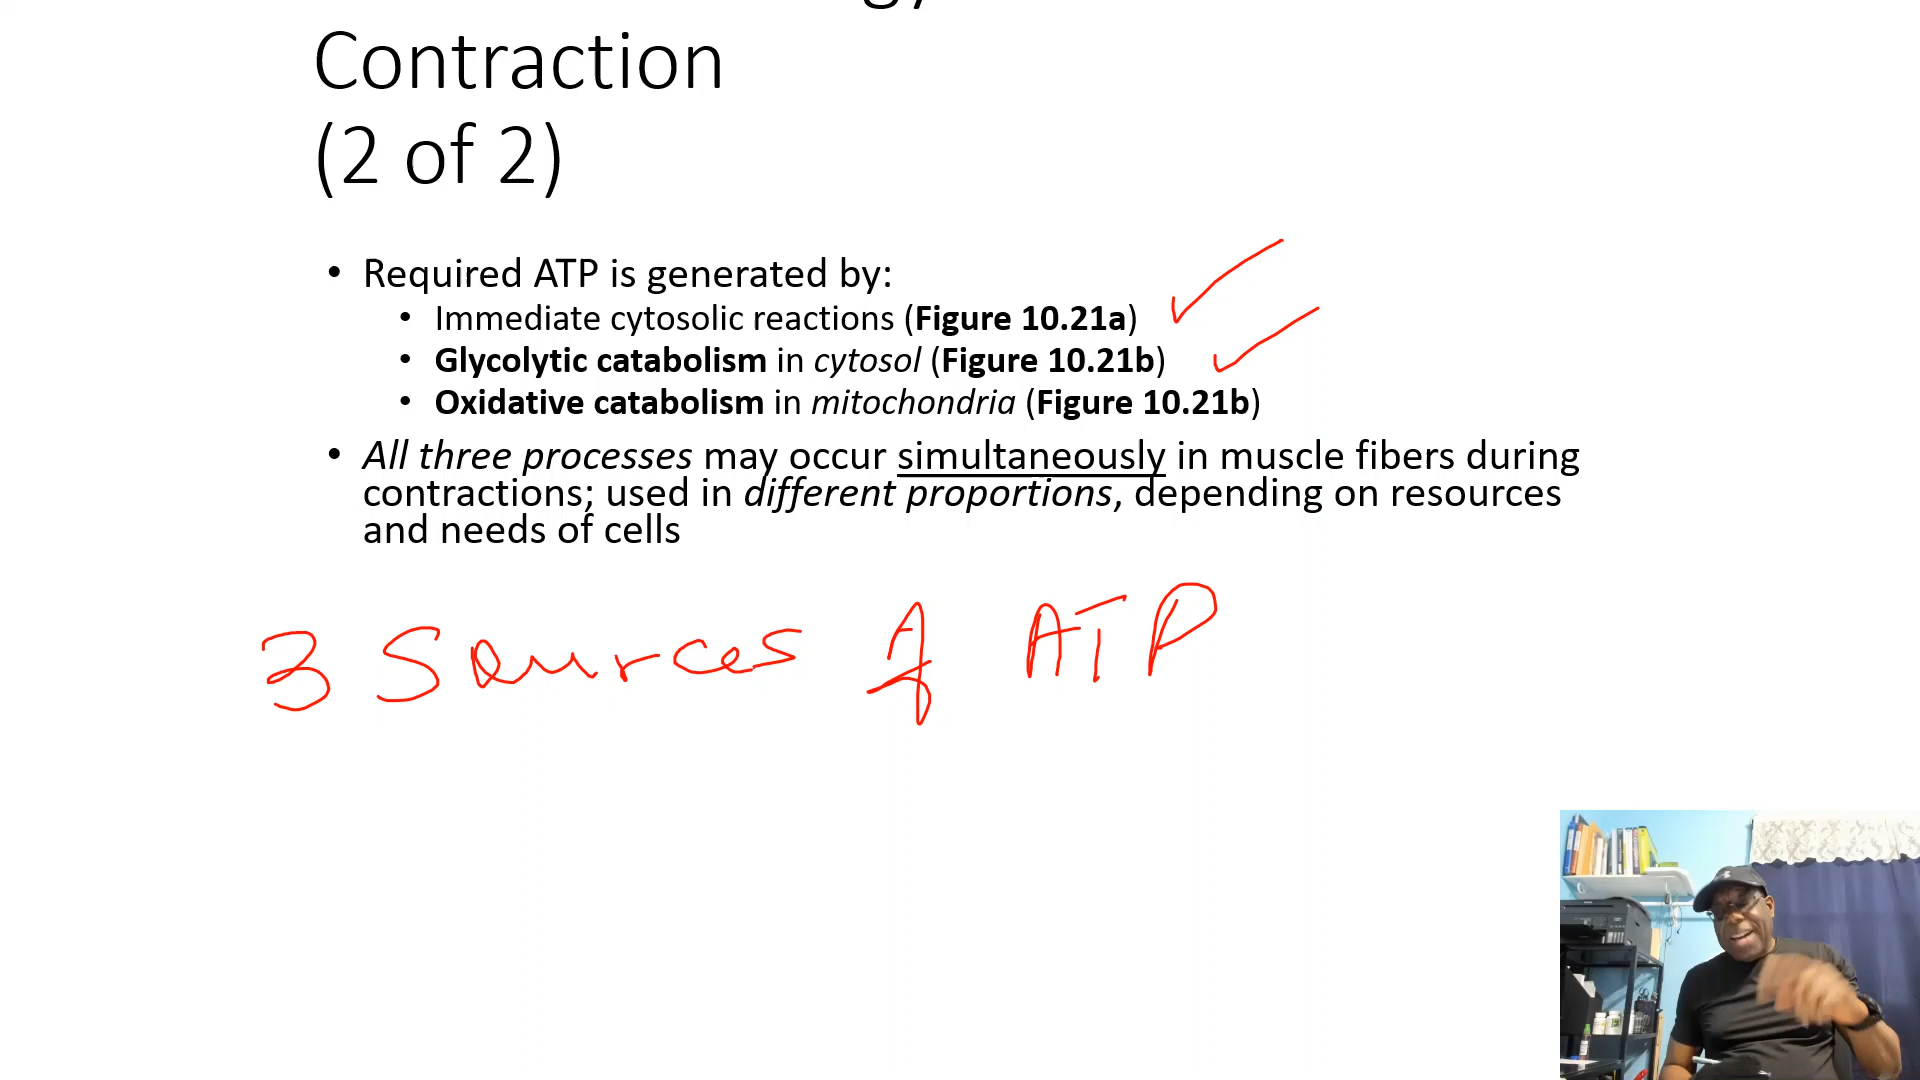 Contraction
(2 of 2)
• Required ATP is generated by:
• Immediate cytosolic reactions (Figure 10.21a)
• Glycolytic catabolism in cytosol (Figure 10.21b)
• Oxidative catabolism in mitochondria (Figure 10.21b)
• All three processes may occur simultaneously in muscle fibers during
contractions; used in different proportions, depending on resources
and needs of cells
3 Sources of ATP